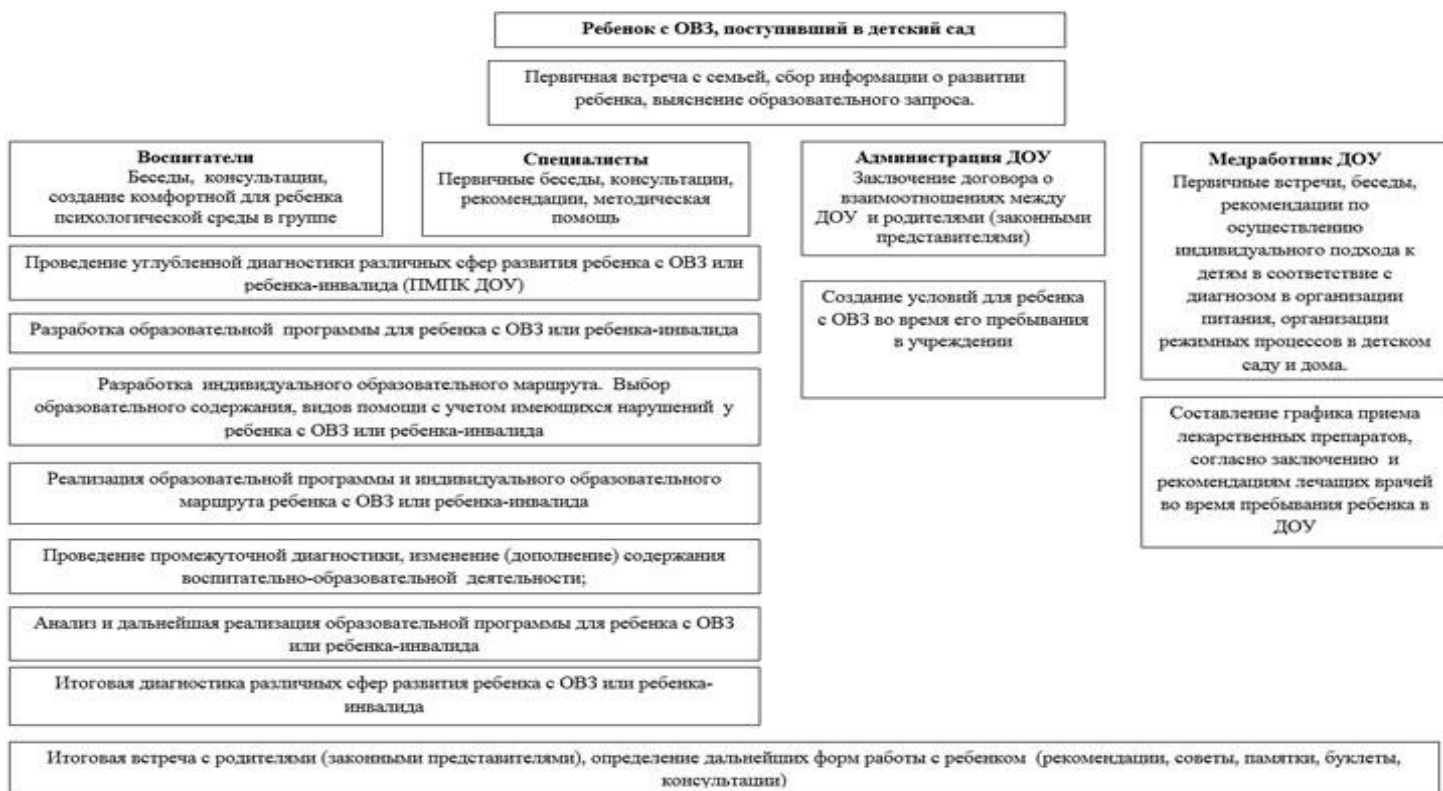 Ребенок с ОВЗ, поступивший в детский сад
Первичная встреча с семьей, сбор информации о развитии
ребенка, выяснение образовательного запроса.
Воспитатели
Беседы, консультации,
создание комфортной для ребенка
психологической среды в группе
Специалисты
Первичные беседы, консультации,
рекомендации, методическая
помощь
Администрация ДОУ
Заключение договора о
взаимоотношениях между
ДОУ и родителями (законными
представителями)
Медработник ДОУ
Первичные встречи, беседы,
рекомендации по
осуществлению
индивидуального подхода к
детям в соответствие с
диагнозом в организации
питания, организации
режимных процессов в детском
саду и дома.
Проведение углубленной диагностики различных сфер развития ребенка с ОВЗ или
ребенка-инвалида (ПМПК ДОУ)
Создание условий для ребенка
с ОВЗ во время его пребывания
в учреждении
Разработка образовательной программы для ребенка с ОВЗ или ребенка-инвалида
Разработка индивидуального образовательного маршрута. Выбор
образовательного содержания, видов помощи с учетом имеющихся нарушений у
ребенка с ОВЗ или ребенка-инвалида
Составление графика приема
лекарственных препаратов,
согласно заключению и
рекомендациям лечащих врачей
во время пребывания ребенка в
ДОУ
Реализация образовательной программы и индивидуального образовательного
маршрута ребенка с ОВЗ или ребенка-инвалида
Проведение промежуточной диагностики, изменение (дополнение) содержания
воспитательно-образовательной деятельности;
Анализ и дальнейшая реализация образовательной программы для ребенка с ОВЗ
или ребенка-инвалида
Итоговая диагностика различных сфер развития ребенка с ОВЗ или ребенка-
инвалида
Итоговая встреча с родителями (законными представителями), определение дальнейших форм работы с ребенком (рекомендации, советы, памятки, буклеты,
консультации)